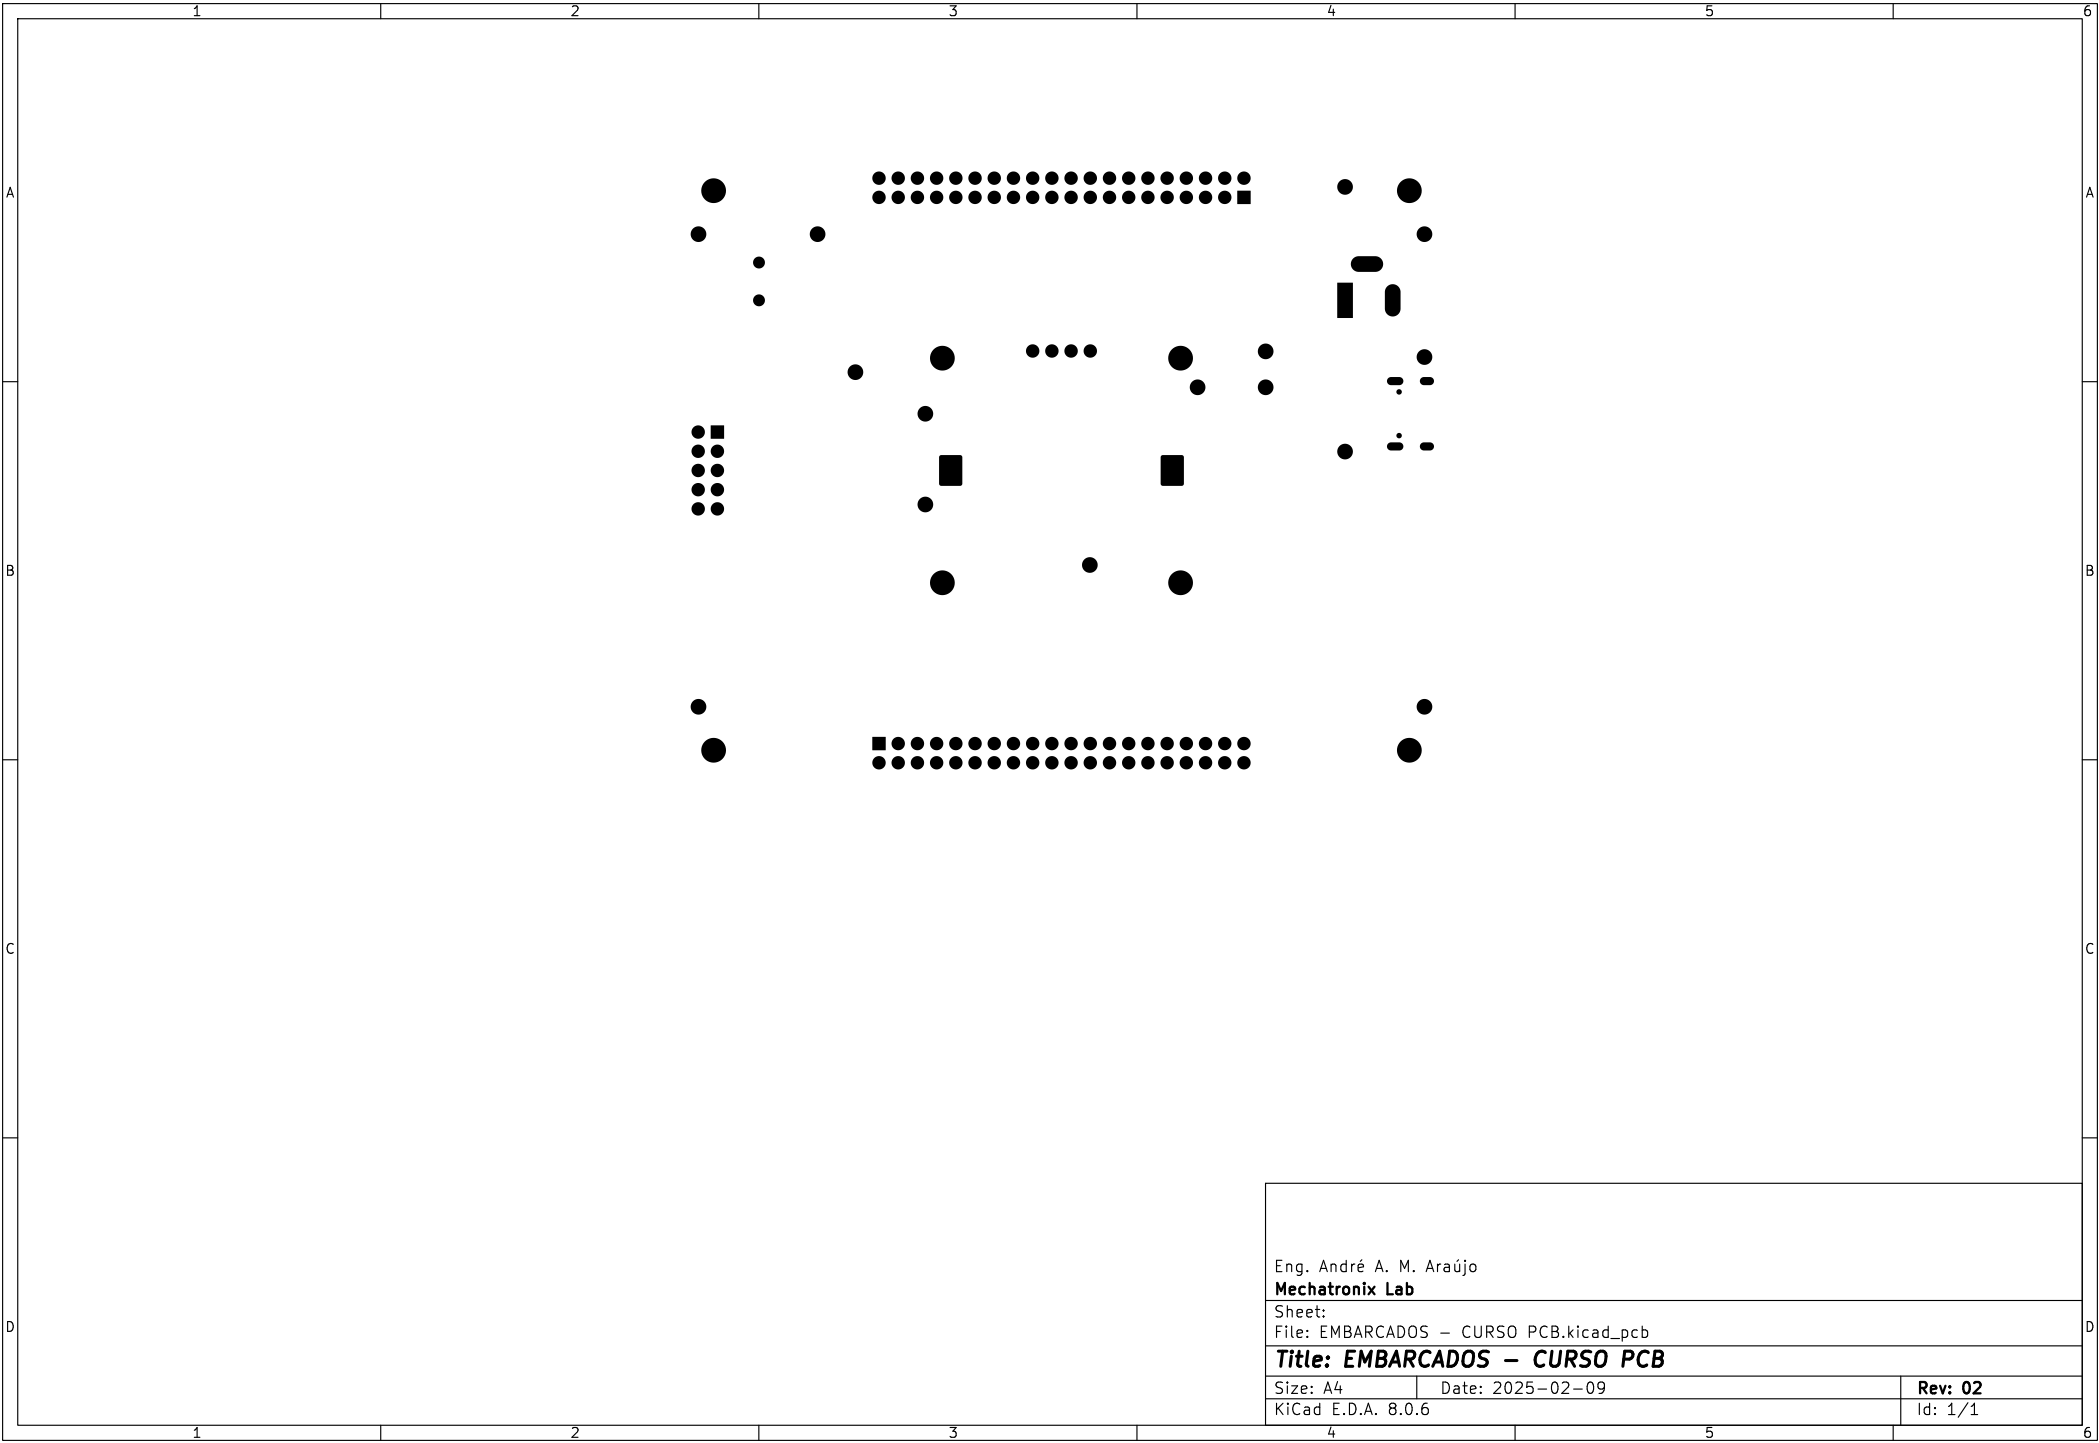 1 2 3 4 5 6
A A
B B
C C
Eng. André A. M. Araújo
Mechatronix Lab
Sheet:
D D
File: EMBARCADOS – CURSO PCB.kicad_pcb
Title: EMBARCADOS – CURSO PCB
Size: A4 Date: 2025–02–09 Rev: 02
KiCad E.D.A. 8.0.6 Id: 1/1
1 2 3 4 5 6